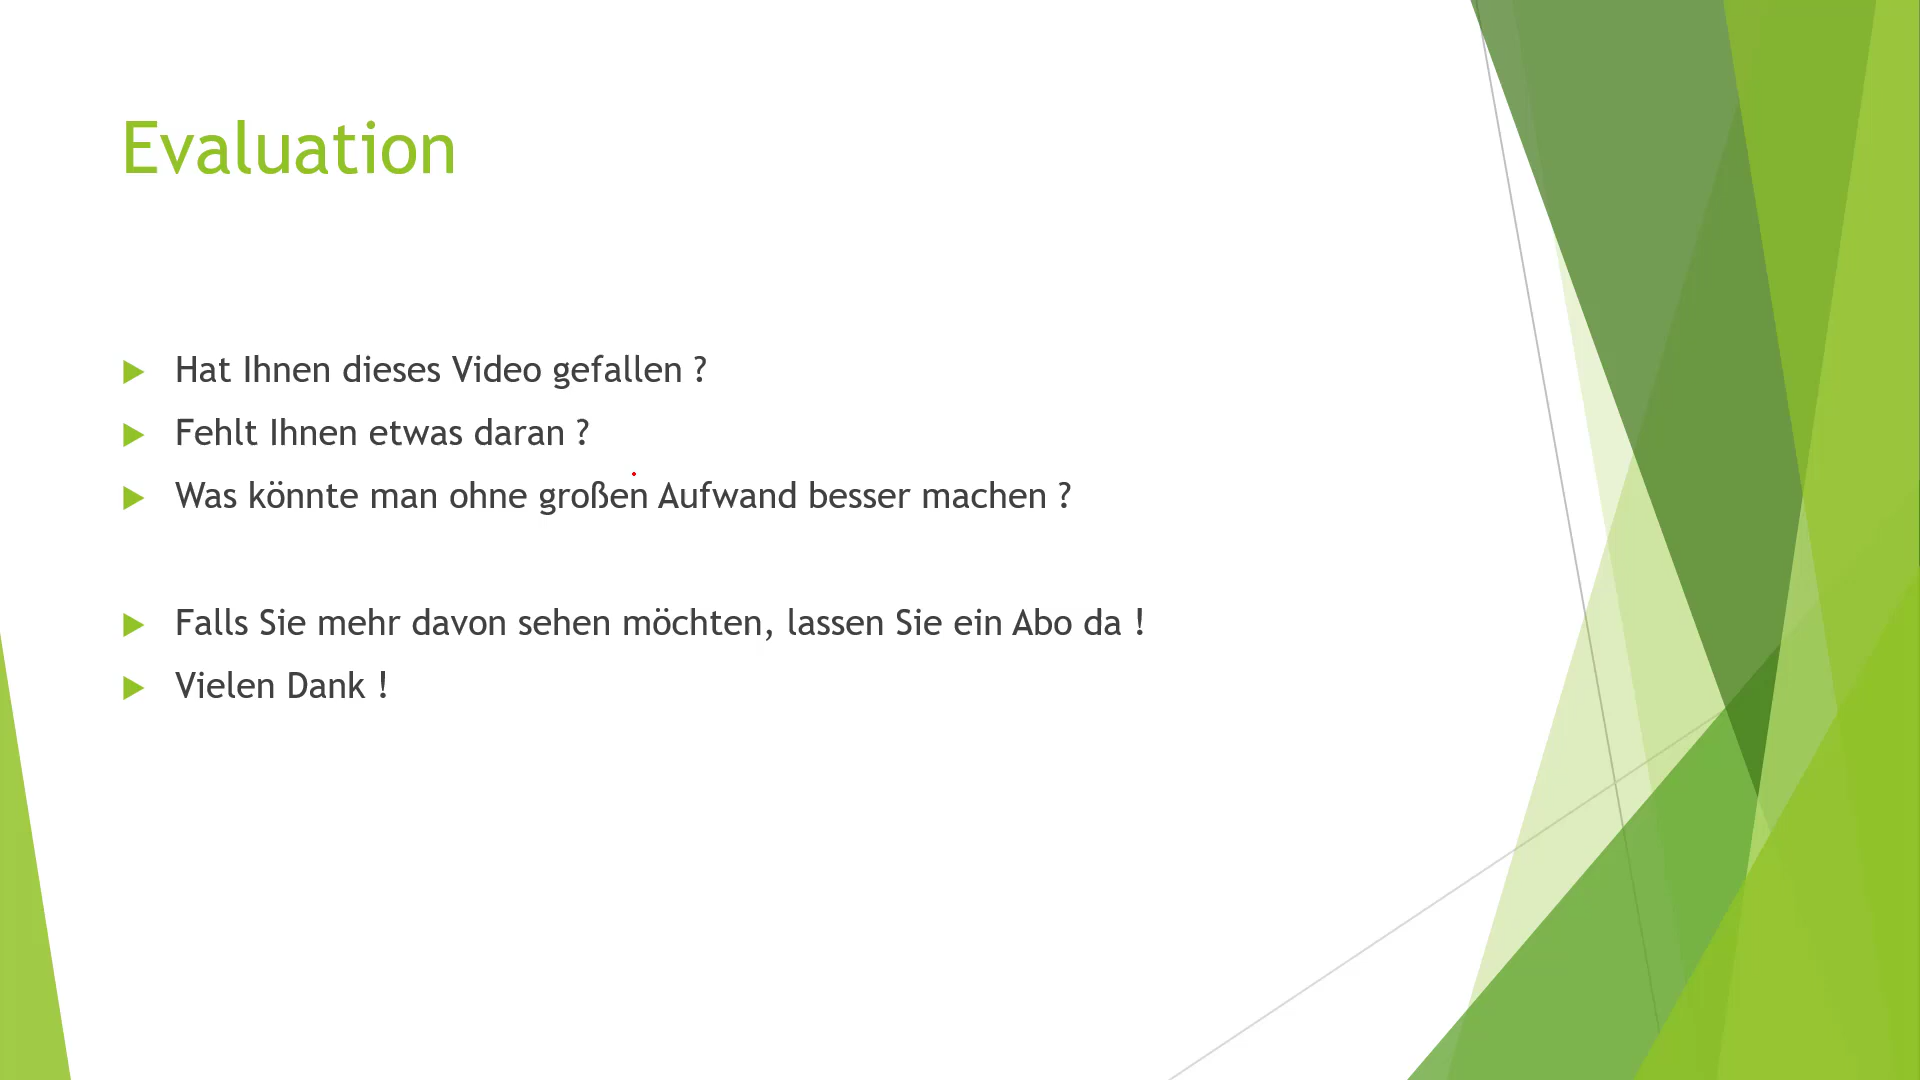 Evaluation
Hat Ihnen dieses Video gefallen ?
Fehlt Ihnen etwas daran ?
Was könnte man ohne großen Aufwand besser machen ?
Falls Sie mehr davon sehen möchten, lassen Sie ein Abo da !
Vielen Dank !